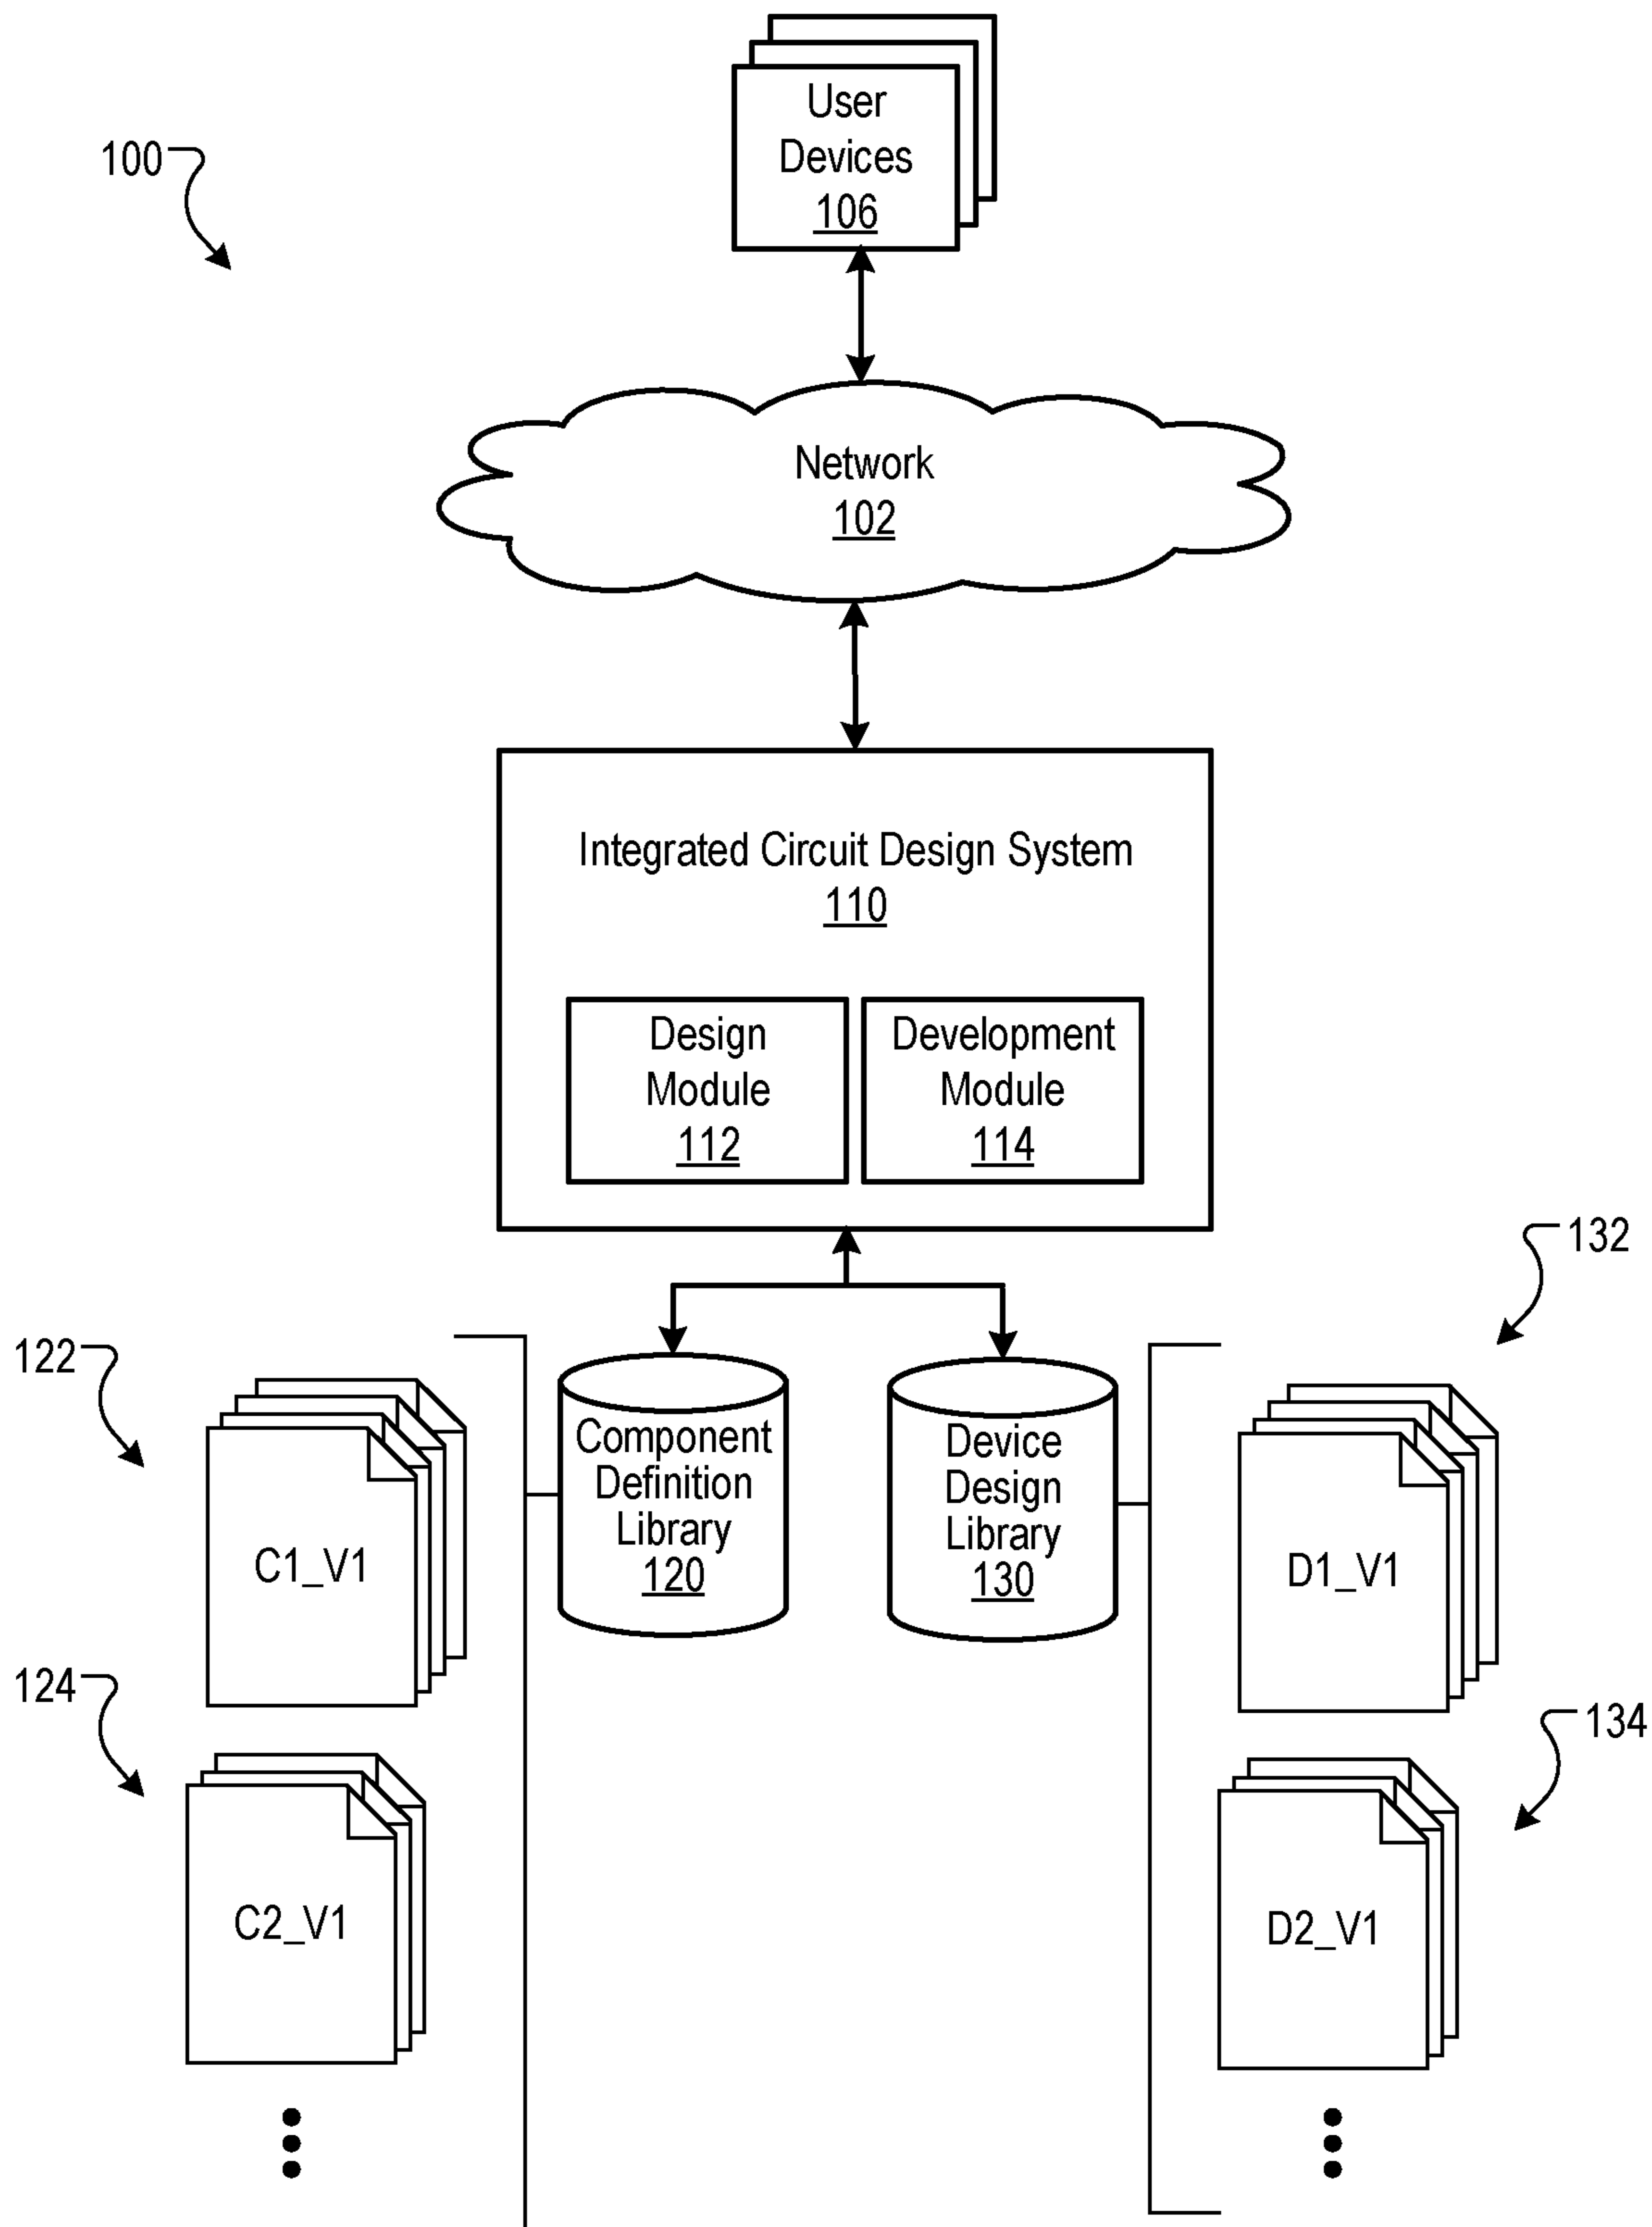 User
Devices
106
100
Network
102
Integrated Circuit Design System
110
Design
Module
112
Development
Module
114
132
122
Component
Definition
Library
120
Device
Design
Library
130
C1_V1
D1_V1
124
134
C2_V1
D2_V1